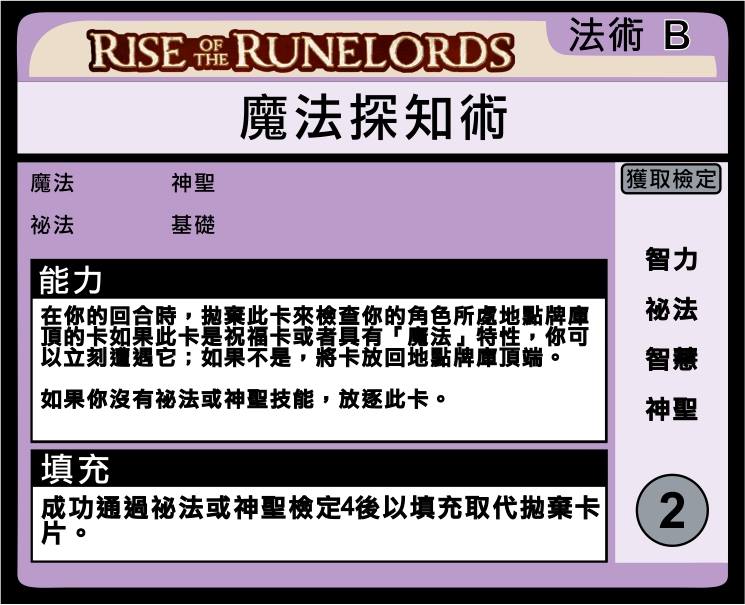 RISE OF THE RUNELORDS
法術 B
魔法探知術
魔法 神聖
祕法 基礎
獲取檢定
智力
祕法
智慧
神聖
2
能力
在你的回合時，拋棄此卡來檢查你的角色所處地點牌庫
頂的卡如果此卡是祝福卡或者具有「魔法」特性，你可
以立刻遭遇它；如果不是，將卡放回地點牌庫頂端。
如果你沒有祕法或神聖技能，放逐此卡。
填充
成功通過祕法或神聖檢定4後以填充取代拋棄卡
片。